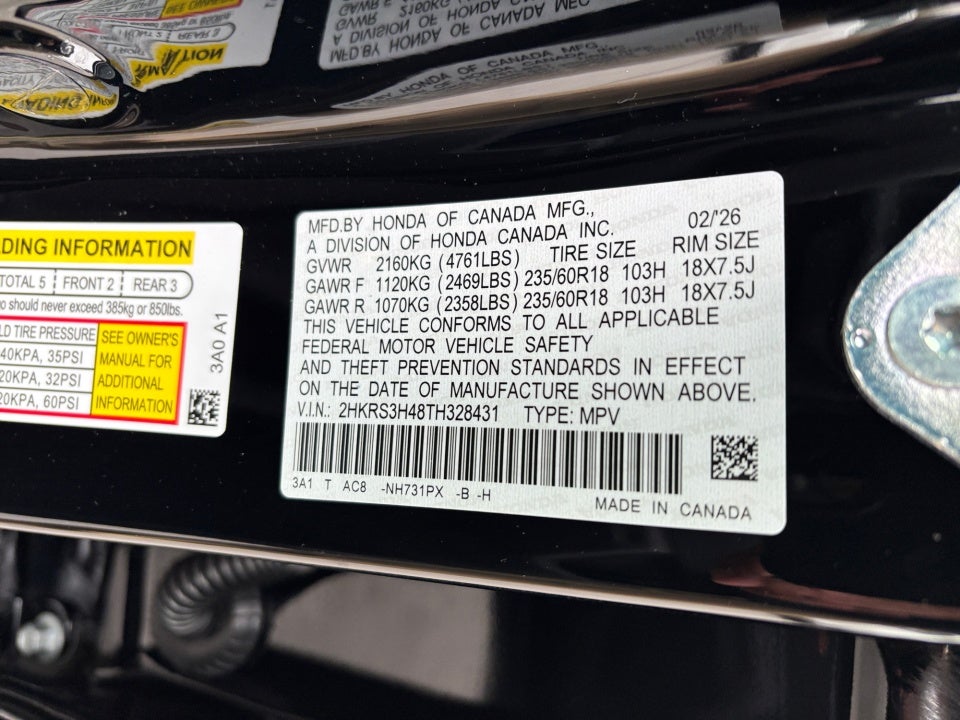 MFD.BY HONDA OF CANADA MFG.,
A DIVISION OF HONDA CANADA INC. 02/'26
GVWR 2160KG (4761LBS) TIRE SIZE RIM SIZE
GAWR F 1120KG (2469LBS) 235/60R18 103H 18X7.5J
GAWR R 1070KG (2358LBS) 235/60R18 103H 18X7.5J
THIS VEHICLE CONFORMS TO ALL APPLICABLE
FEDERAL MOTOR VEHICLE SAFETY
AND THEFT PREVENTION STANDARDS IN EFFECT
ON THE DATE OF MANUFACTURE SHOWN ABOVE.
V.I.N.: 2HKRS3H48TH328431 TYPE: MPV
3A1 T AC8 -NH731PX -B -H
MADE IN CANADA
DING INFORMATION
TOTAL 5 FRONT 2 REAR 3
should never exceed 385kg or 850lbs.
TIRE PRESSURE
40KPA, 35PSI
20KPA, 32PSI
20KPA, 60PSI
SEE OWNER'S
MANUAL FOR
ADDITIONAL
INFORMATION
3A0 A1